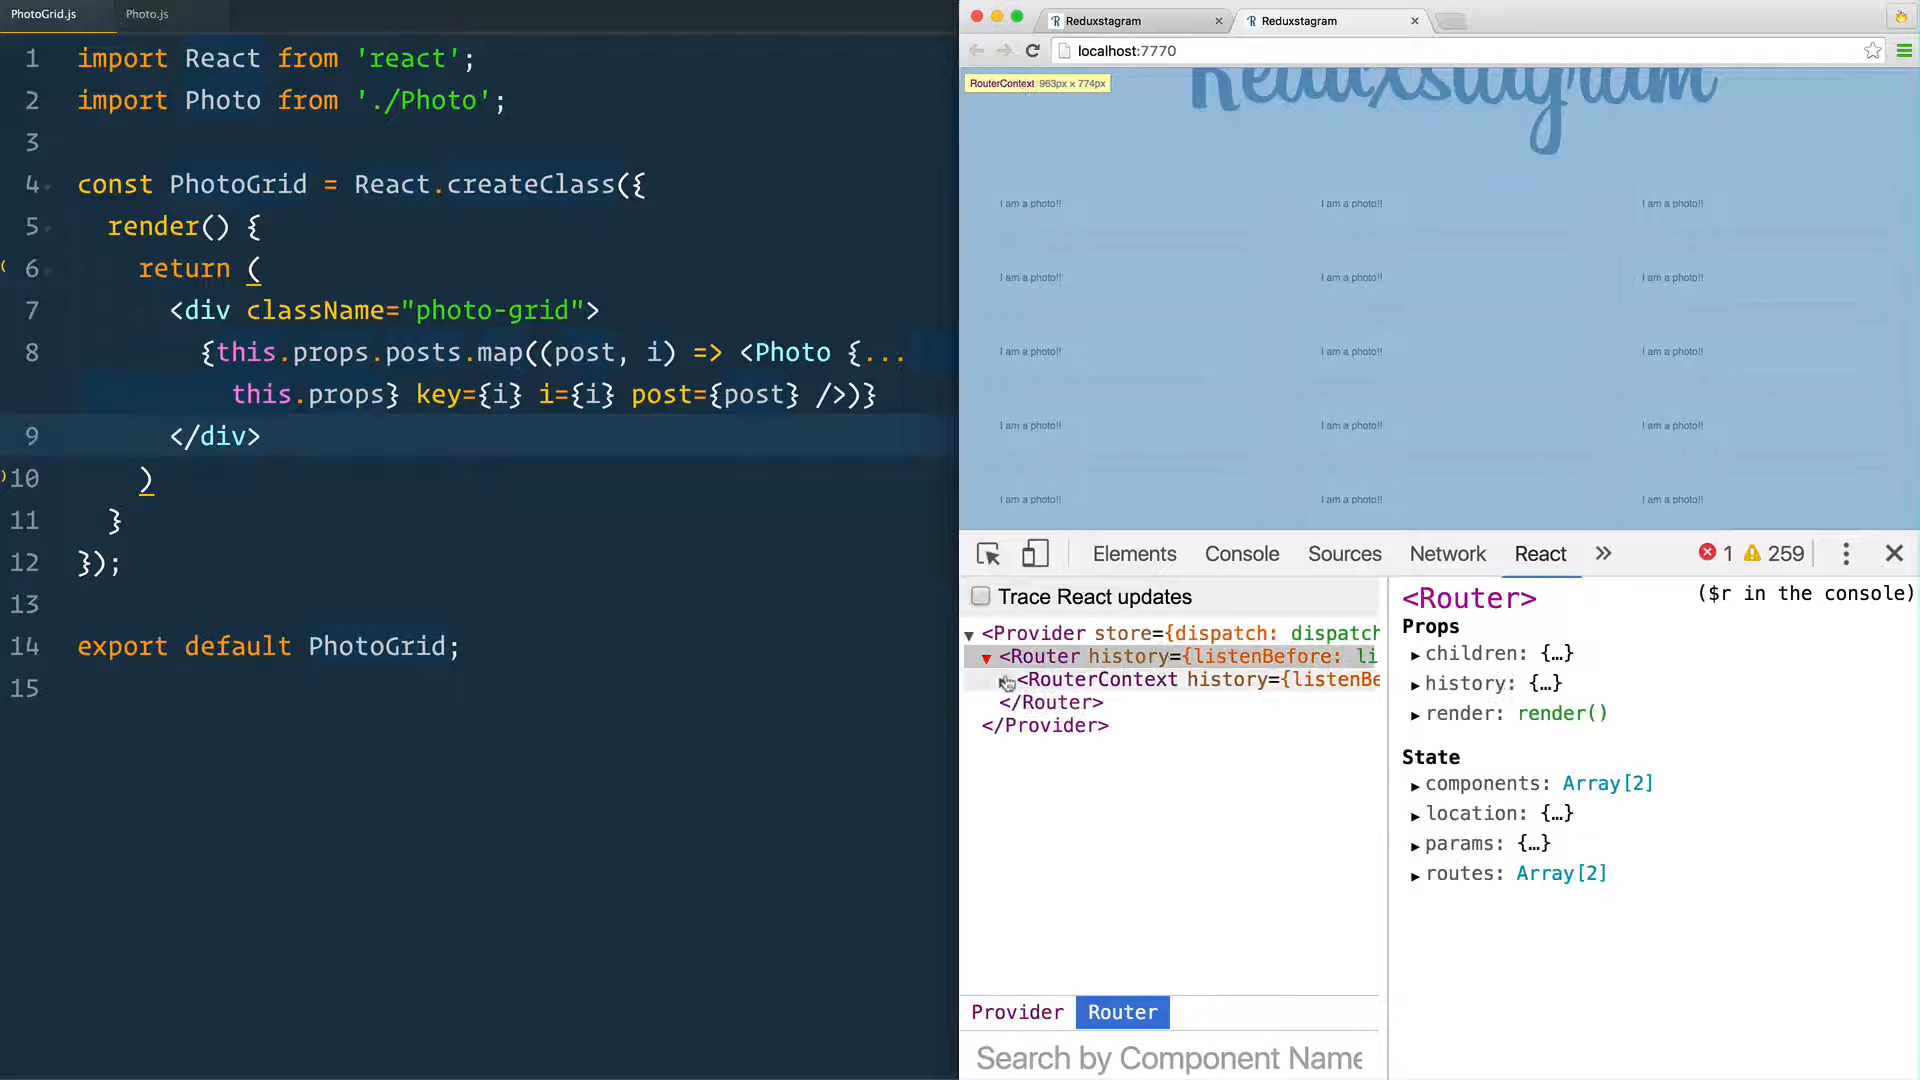 PhotoGrid.js
Photo.js
1 import React from 'react';
2 import Photo from './Photo';
3
4 const PhotoGrid = React.createClass({
5 render() {
6 return (
7 <div className="photo-grid">
8 {this.props.posts.map((post, i) => <Photo {...
this.props} key={i} i={i} post={post} />)}
9 </div>
10 )
11 }
12 });
13
14 export default PhotoGrid;
15
Reduxstagram
Reduxstagram
localhost:7770
RouterContext 963px × 774px
Reduxstagram
I am a photo!! I am a photo!! I am a photo!!
I am a photo!! I am a photo!! I am a photo!!
I am a photo!! I am a photo!! I am a photo!!
I am a photo!! I am a photo!! I am a photo!!
I am a photo!! I am a photo!! I am a photo!!
Elements Console Sources Network React » 1 259
Trace React updates
<Provider store={dispatch: dispatch
<Router history={listenBefore: li
<RouterContext history={listenBe
</Router>
</Provider>
Provider Router
Search by Component Name
<Router> ($r in the console)
Props
children: {…}
history: {…}
render: render()
State
components: Array[2]
location: {…}
params: {…}
routes: Array[2]